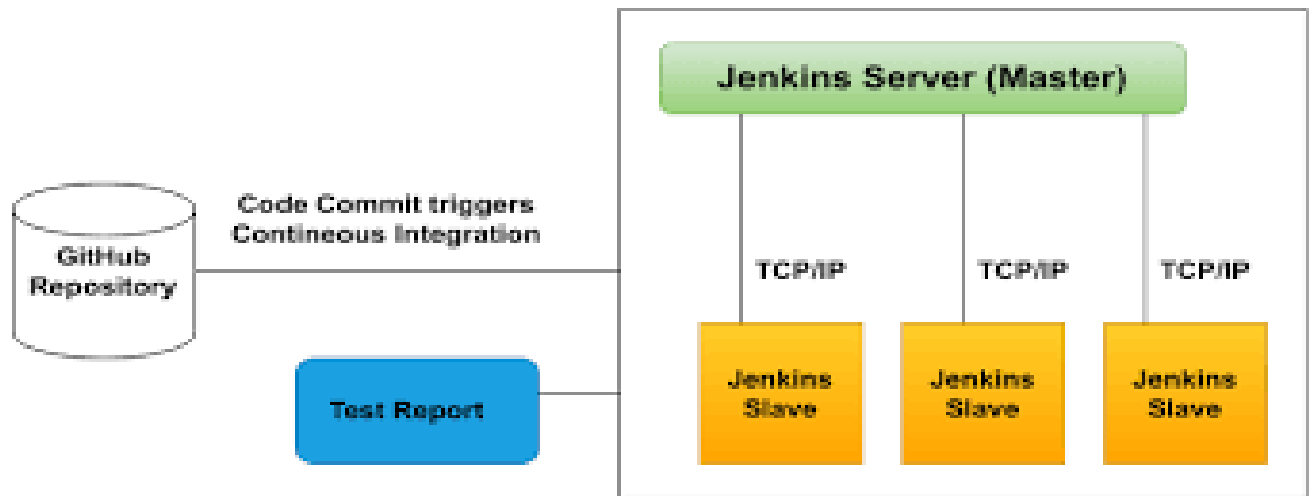 Jenkins Server (Master)
Code Commit triggers
Contineous Integration
GitHub
Repository
TCP/IP
TCP/IP
TCP/IP
Test Report
Jenkins
Slave
Jenkins
Slave
Jenkins
Slave